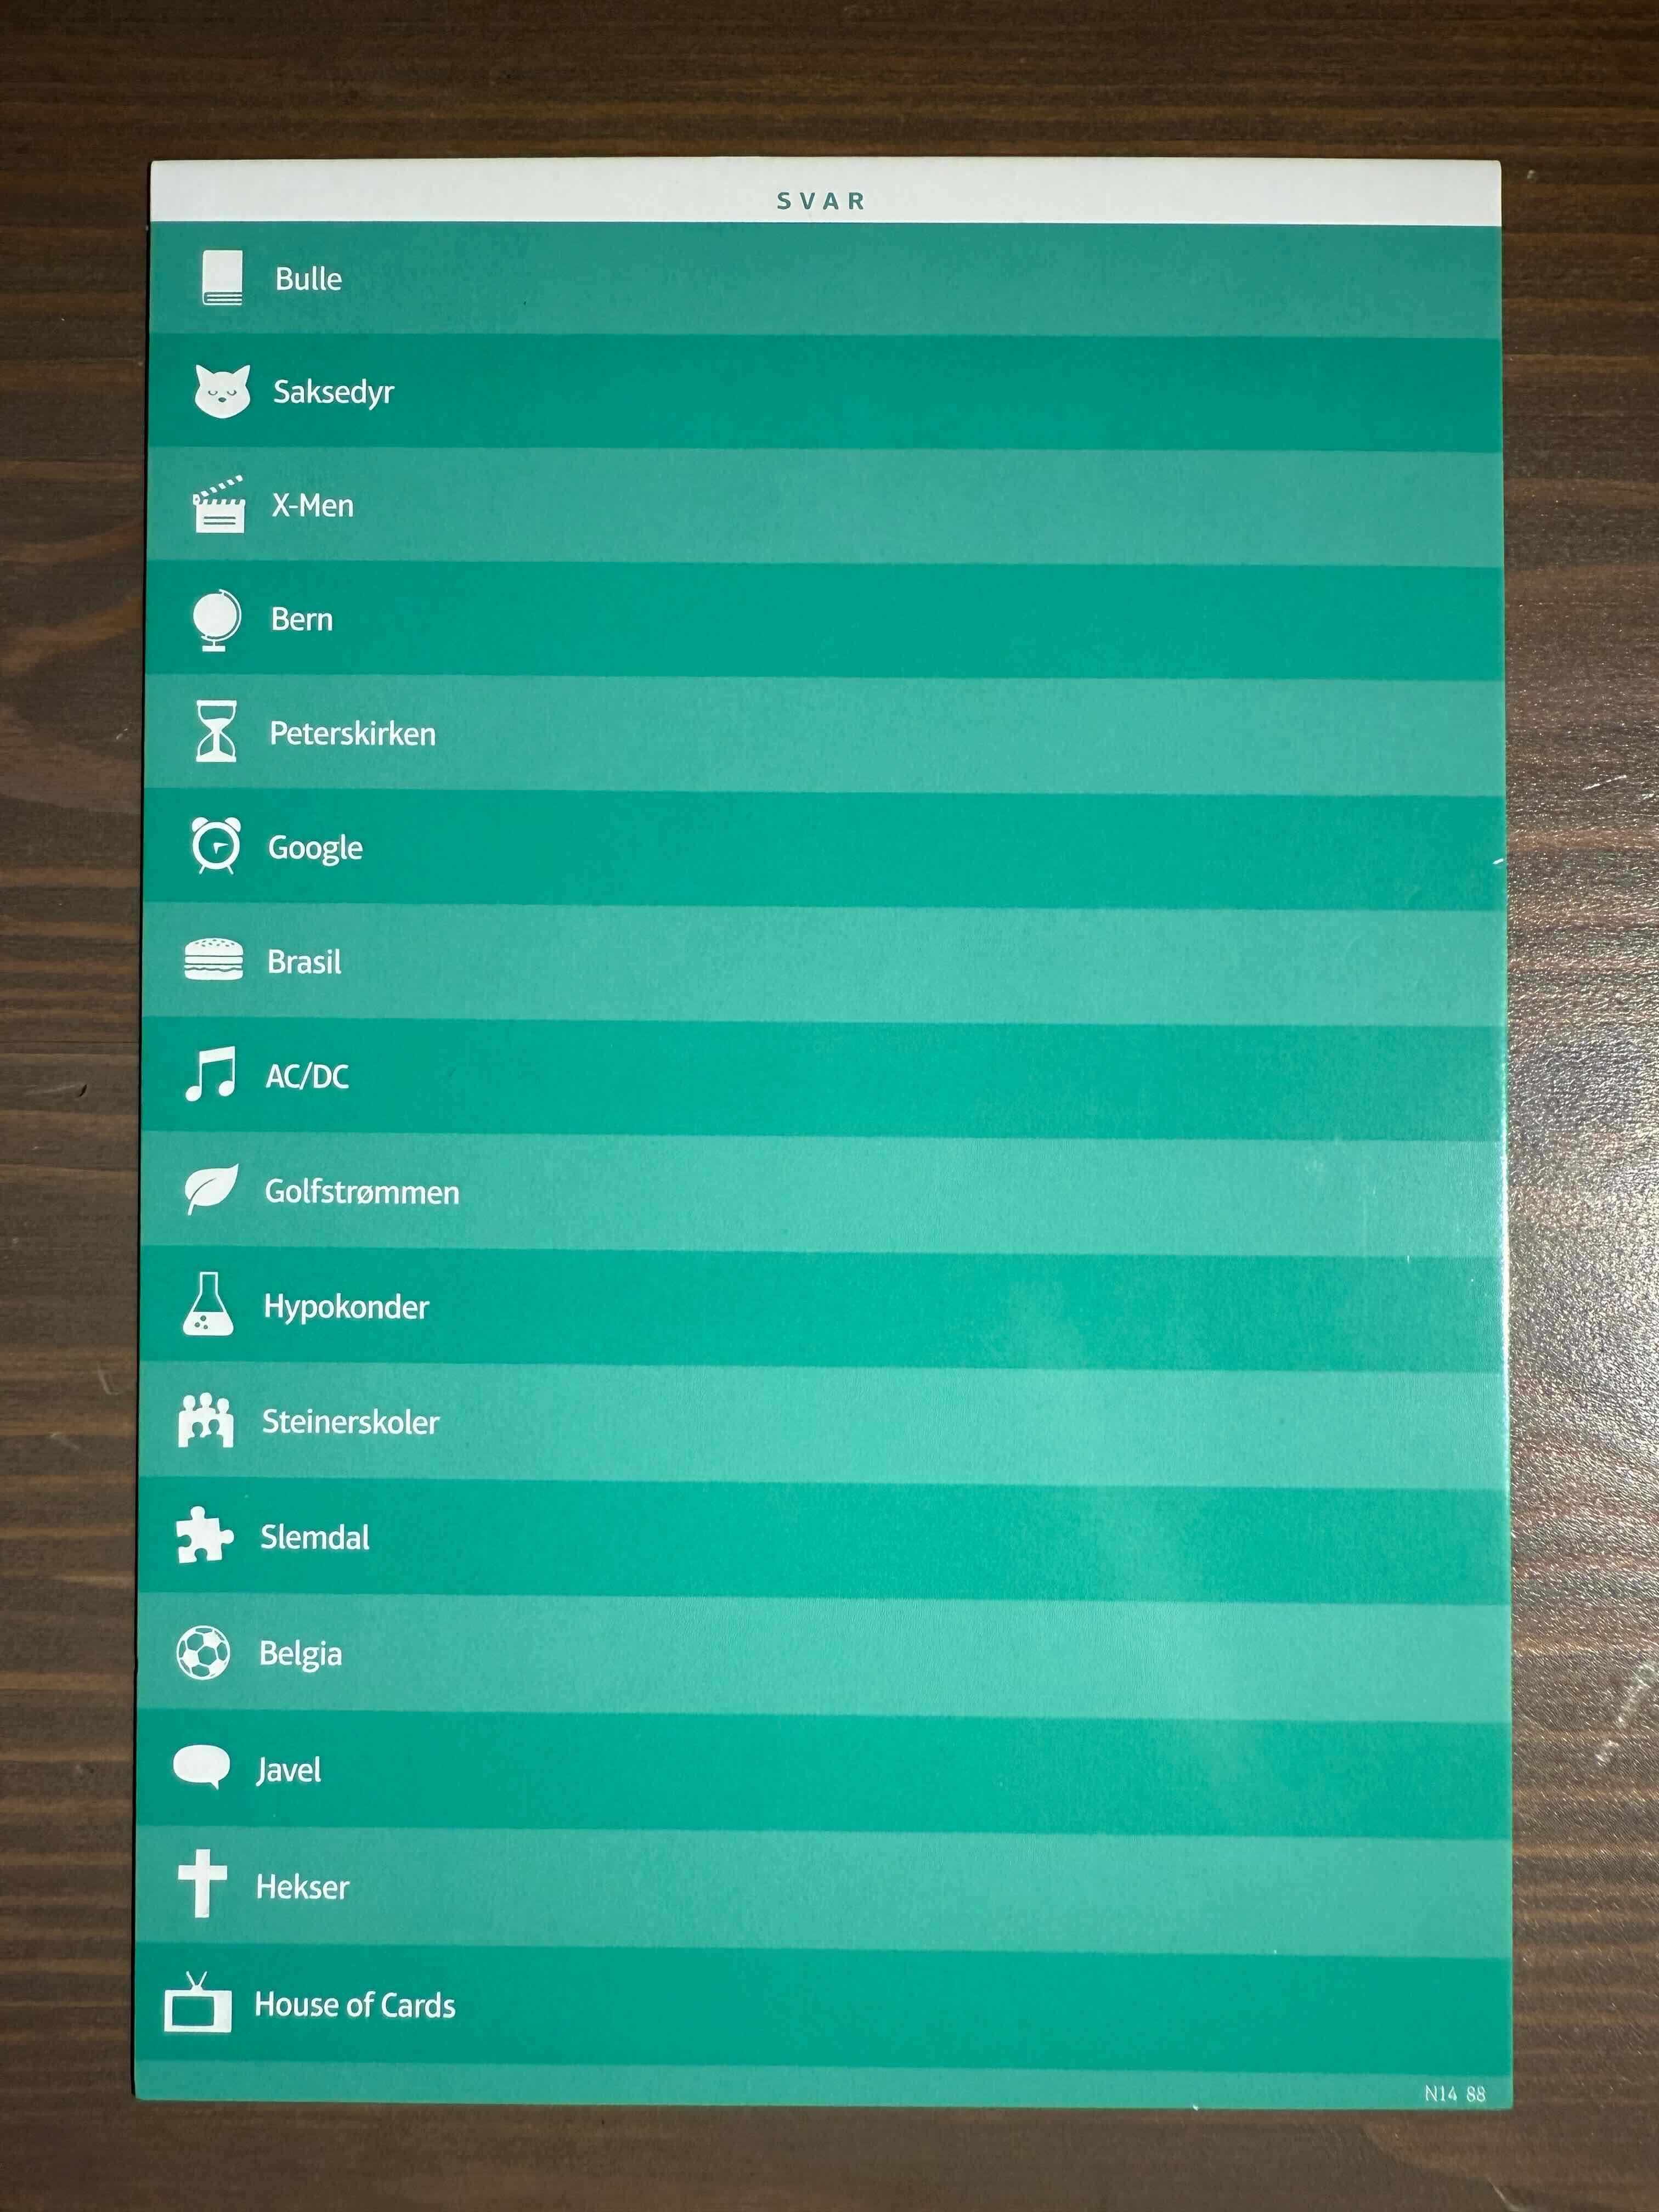 SVAR
Bulle
Saksedyr
X-Men
Bern
Peterskirken
Google
Brasil
AC/DC
Golfstrømmen
Hypokonder
Steinerskoler
Slemdal
Belgia
Javel
Hekser
House of Cards
N14 88